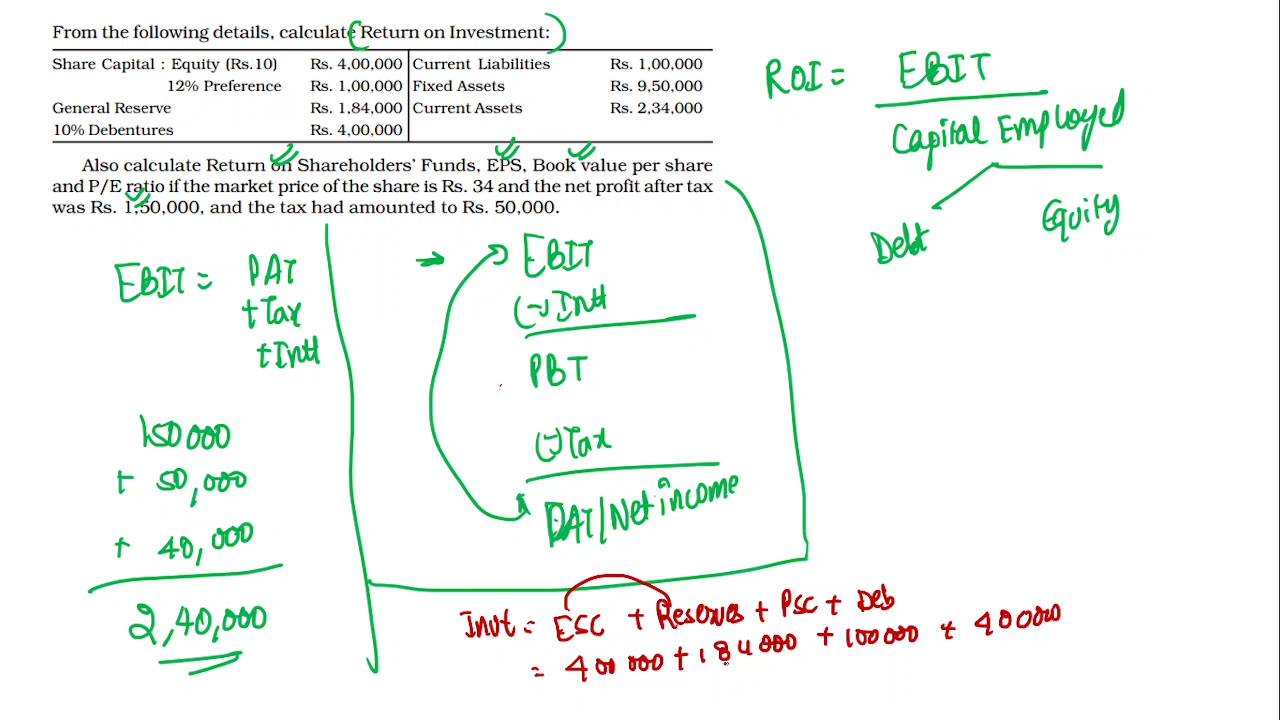 From the following details, calculate (Return on Investment:)
Share Capital : Equity (Rs.10) Rs. 4,00,000 Current Liabilities Rs. 1,00,000
12% Preference Rs. 1,00,000 Fixed Assets Rs. 9,50,000
General Reserve Rs. 1,84,000 Current Assets Rs. 2,34,000
10% Debentures Rs. 4,00,000
Also calculate Return on Shareholders' Funds, EPS, Book value per share
and P/E ratio if the market price of the share is Rs. 34 and the net profit after tax
was Rs. 1,50,000, and the tax had amounted to Rs. 50,000.
ROI = EBIT
Capital Employed
Debt
Equity
EBIT = PAT
+Tax
+Intt
150000
+ 50,000
+ 40,000
2,40,000
EBIT
(-) Intt
PBT
(-) Tax
PAT/Net income
Invt = ESC + Reserves + PSC + Deb
= 400000 + 184000 + 100000 + 400000